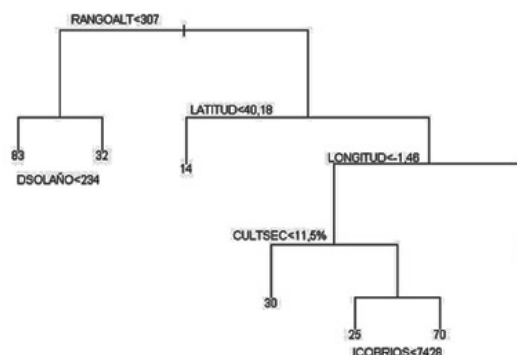 RANGOALT<307
LATITUD<40,18
83
32
14
LONGITUD<-1,46
DSOLAÑO<234
CULTSEC<11,5%
30
25
70
ICOBRIOS<7428